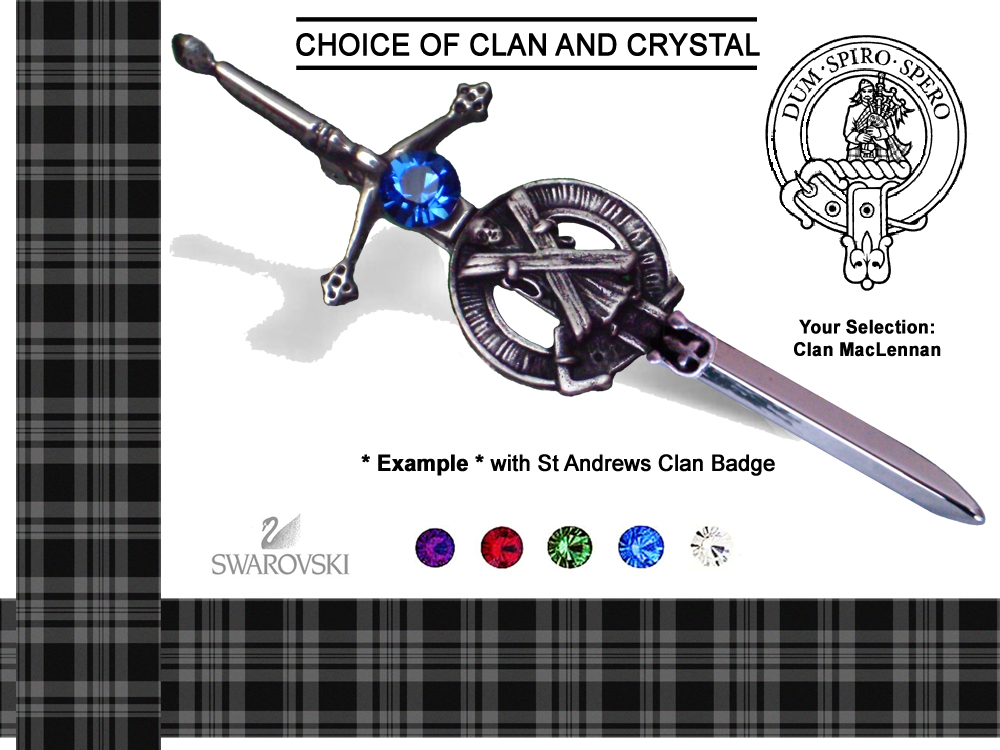 CHOICE OF CLAN AND CRYSTAL
DUM · SPIRO · SPERO
Your Selection:
Clan MacLennan
* Example * with St Andrews Clan Badge
SWAROVSKI